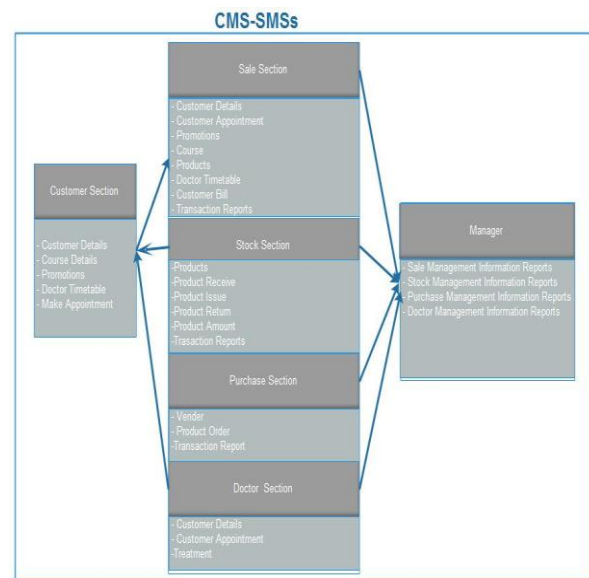 CMS-SMSs
Sale Section
- Customer Details
- Customer Appointment
- Promotions
- Course
- Products
- Doctor Timetable
- Customer Bill
- Transaction Reports
Customer Section
- Customer Details
- Course Details
- Promotions
- Doctor Timetable
- Make Appointment
Stock Section
-Products
-Product Receive
-Product Issue
-Product Return
-Product Amount
-Trasaction Reports
Purchase Section
- Vender
- Product Order
-Transaction Report
Doctor Section
- Customer Details
- Customer Appointment
-Treatment
Manager
- Sale Management Information Reports
- Stock Management Information Reports
- Purchase Management Information Reports
- Doctor Management Information Reports